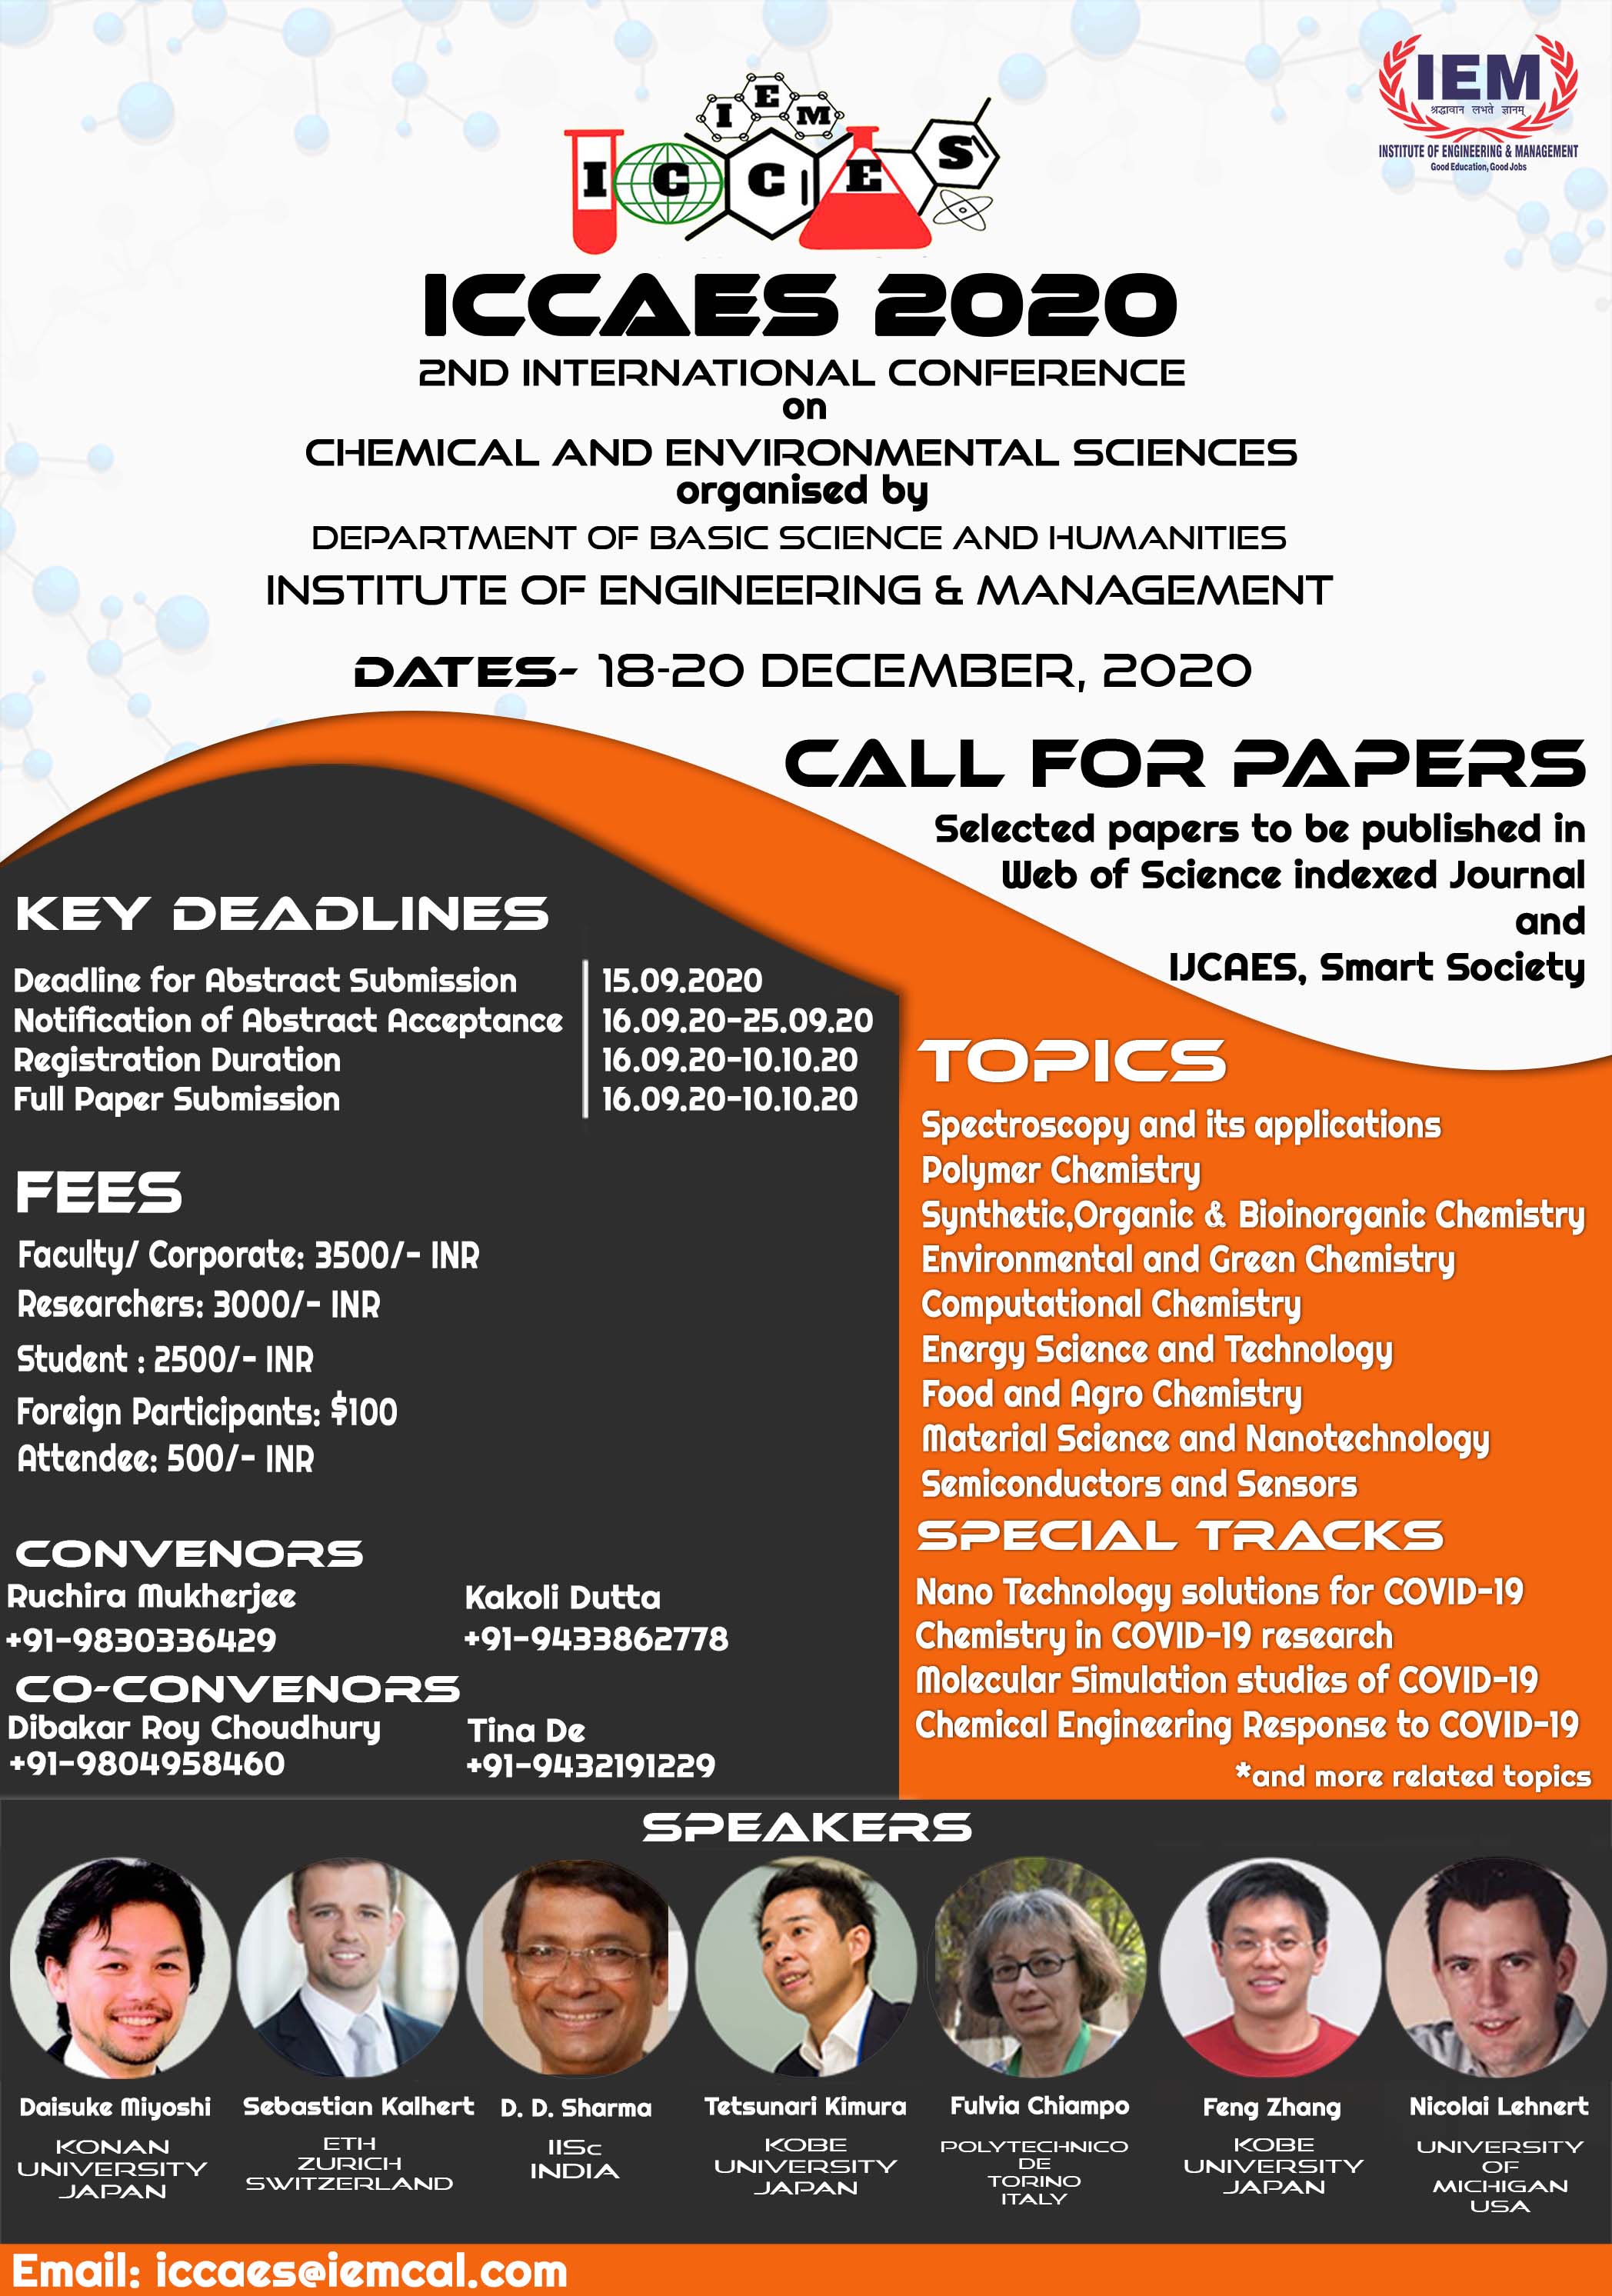 IEM
श्रद्धावान लभते ज्ञानम्
INSTITUTE OF ENGINEERING & MANAGEMENT
Good Education, Good Jobs
I E M
I C C E S
ICCAES 2020
2ND INTERNATIONAL CONFERENCE
on
CHEMICAL AND ENVIRONMENTAL SCIENCES
organised by
DEPARTMENT OF BASIC SCIENCE AND HUMANITIES
INSTITUTE OF ENGINEERING & MANAGEMENT
DATES- 18-20 DECEMBER, 2020
CALL FOR PAPERS
Selected papers to be published in
Web of Science indexed Journal
and
IJCAES, Smart Society
KEY DEADLINES
Deadline for Abstract Submission 15.09.2020
Notification of Abstract Acceptance 16.09.20-25.09.20
Registration Duration 16.09.20-10.10.20
Full Paper Submission 16.09.20-10.10.20
FEES
Faculty/ Corporate: 3500/- INR
Researchers: 3000/- INR
Student : 2500/- INR
Foreign Participants: $100
Attendee: 500/- INR
CONVENORS
Ruchira Mukherjee Kakoli Dutta
+91-9830336429 +91-9433862778
CO-CONVENORS
Dibakar Roy Choudhury Tina De
+91-9804958460 +91-9432191229
TOPICS
Spectroscopy and its applications
Polymer Chemistry
Synthetic,Organic & Bioinorganic Chemistry
Environmental and Green Chemistry
Computational Chemistry
Energy Science and Technology
Food and Agro Chemistry
Material Science and Nanotechnology
Semiconductors and Sensors
SPECIAL TRACKS
Nano Technology solutions for COVID-19
Chemistry in COVID-19 research
Molecular Simulation studies of COVID-19
Chemical Engineering Response to COVID-19
*and more related topics
SPEAKERS
Daisuke Miyoshi
KONAN
UNIVERSITY
JAPAN
Sebastian Kalhert
ETH
ZURICH
SWITZERLAND
D. D. Sharma
IISc
INDIA
Tetsunari Kimura
KOBE
UNIVERSITY
JAPAN
Fulvia Chiampo
POLYTECHNICO
DE
TORINO
ITALY
Feng Zhang
KOBE
UNIVERSITY
JAPAN
Nicolai Lehnert
UNIVERSITY
OF
MICHIGAN
USA
Email: iccaes@iemcal.com